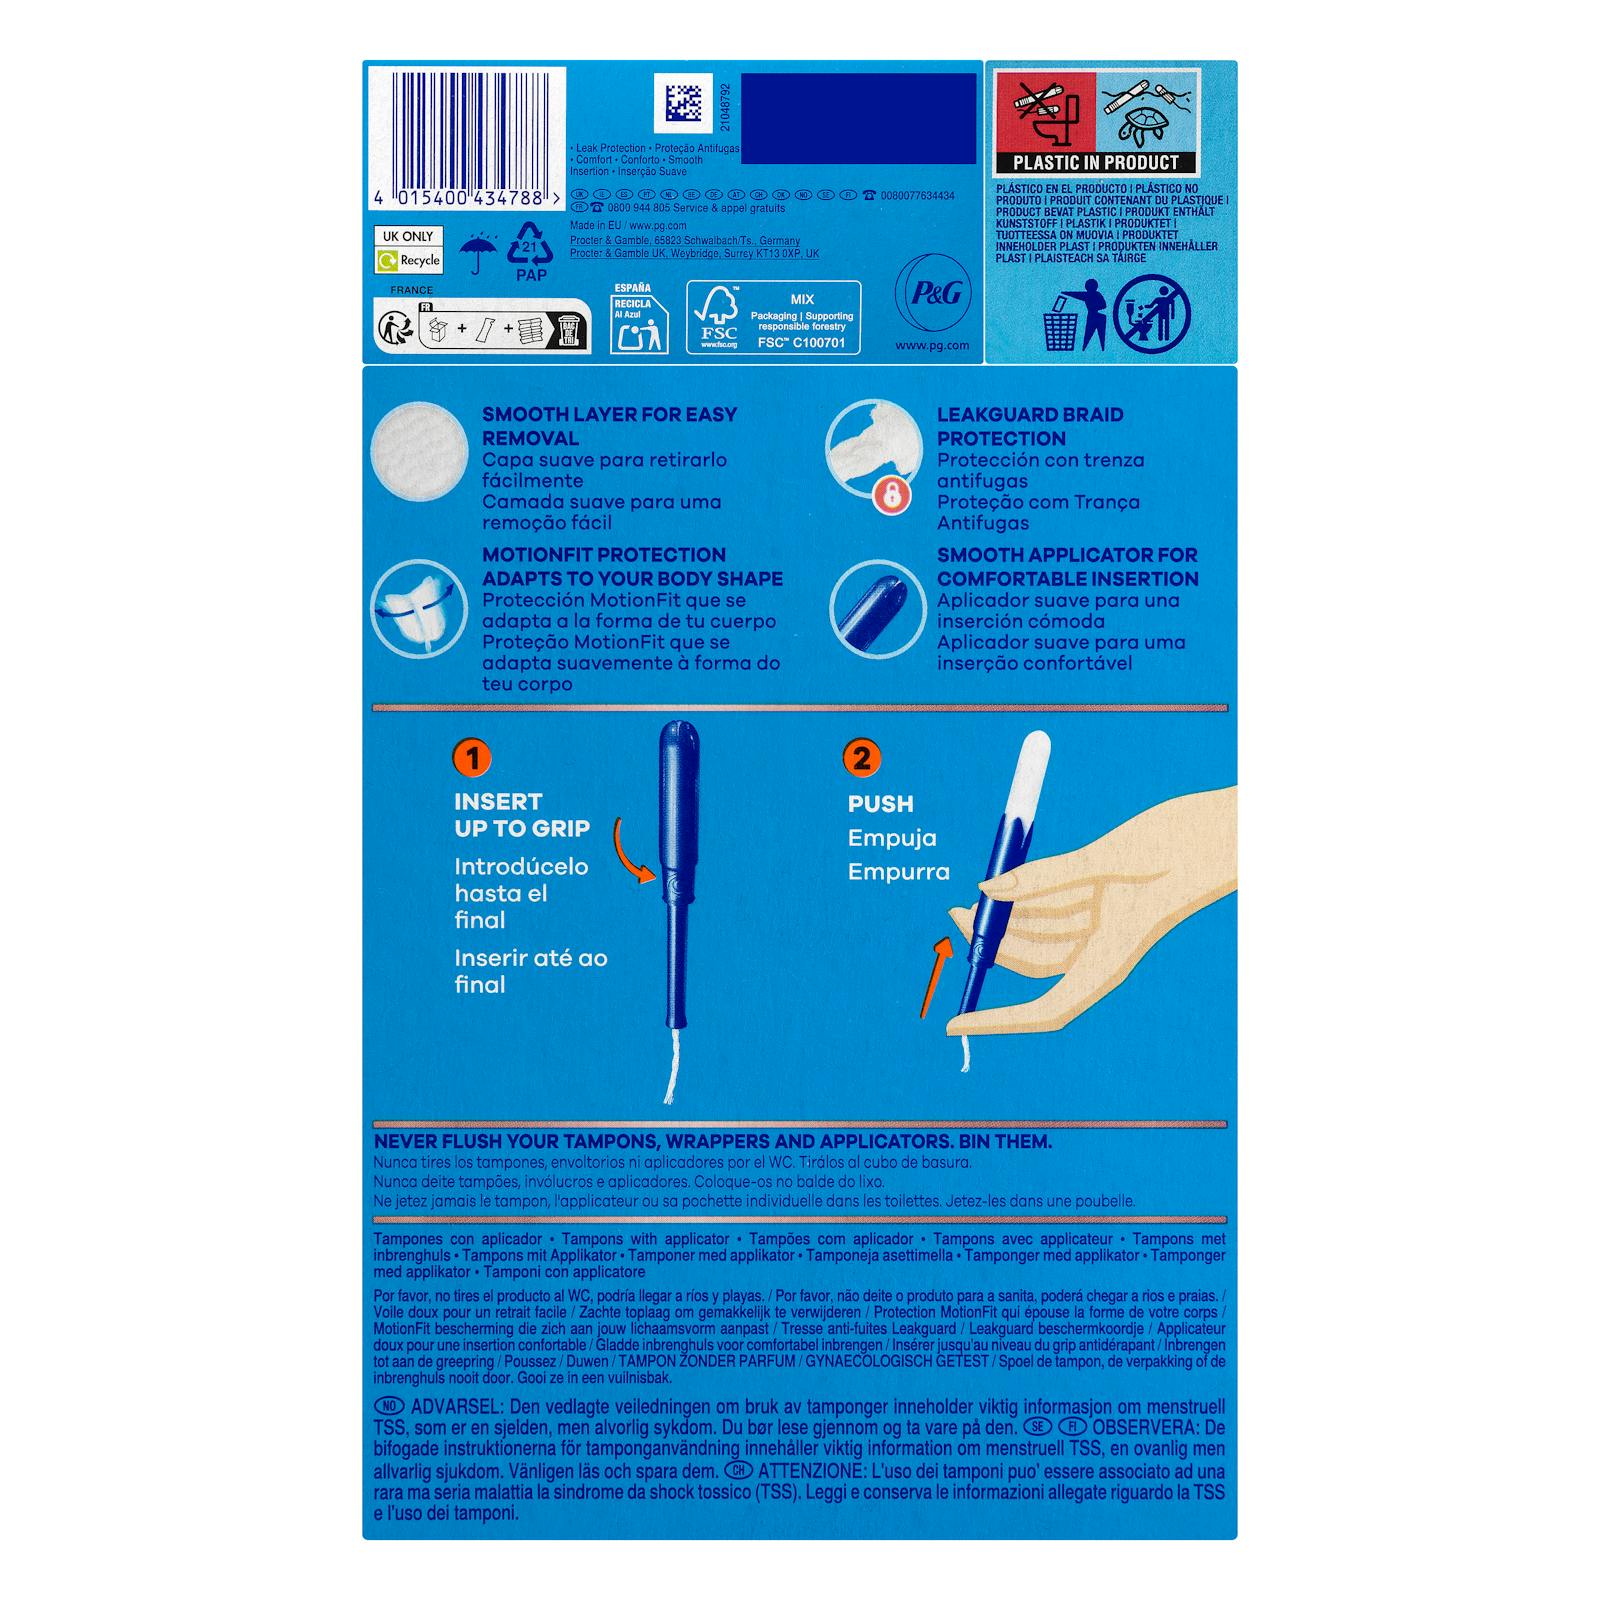 4 015400 434788 >
21048792
• Leak Protection • Proteção Antifugas
• Comfort • Conforto • Smooth
Insertion • Inserção Suave
UK IE ES PT NL BE DE AT CH DK NO SE FI ☎ 0080077634434
FR ☎ 0800 944 805 Service & appel gratuits
Made in EU / www.pg.com
Procter & Gamble, 65823 Schwalbach/Ts., Germany
Procter & Gamble UK, Weybridge, Surrey KT13 0XP, UK
UK ONLY
Recycle
21
PAP
FRANCE
FR
+ +
BAC DE TRI
ESPAÑA
RECICLA
Al Azul
™
FSC
www.fsc.org
MIX
Packaging | Supporting
responsible forestry
FSC™ C100701
P&G
www.pg.com
PLASTIC IN PRODUCT
PLÁSTICO EN EL PRODUCTO | PLÁSTICO NO
PRODUTO | PRODUIT CONTENANT DU PLASTIQUE |
PRODUCT BEVAT PLASTIC | PRODUKT ENTHÄLT
KUNSTSTOFF | PLASTIK I PRODUKTET |
TUOTTEESSA ON MUOVIA | PRODUKTET
INNEHOLDER PLAST | PRODUKTEN INNEHÅLLER
PLAST | PLAISTEACH SA TÁIRGE
SMOOTH LAYER FOR EASY
REMOVAL
Capa suave para retirarlo
fácilmente
Camada suave para uma
remoção fácil
LEAKGUARD BRAID
PROTECTION
Protección con trenza
antifugas
Proteção com Trança
Antifugas
MOTIONFIT PROTECTION
ADAPTS TO YOUR BODY SHAPE
Protección MotionFit que se
adapta a la forma de tu cuerpo
Proteção MotionFit que se
adapta suavemente à forma do
teu corpo
SMOOTH APPLICATOR FOR
COMFORTABLE INSERTION
Aplicador suave para una
inserción cómoda
Aplicador suave para uma
inserção confortável
1
INSERT
UP TO GRIP
Introdúcelo
hasta el
final
Inserir até ao
final
2
PUSH
Empuja
Empurra
NEVER FLUSH YOUR TAMPONS, WRAPPERS AND APPLICATORS. BIN THEM.
Nunca tires los tampones, envoltorios ni aplicadores por el WC. Tirálos al cubo de basura.
Nunca deite tampões, invólucros e aplicadores. Coloque-os no balde do lixo.
Ne jetez jamais le tampon, l'applicateur ou sa pochette individuelle dans les toilettes. Jetez-les dans une poubelle.
Tampones con aplicador • Tampons with applicator • Tampões com aplicador • Tampons avec applicateur • Tampons met
inbrenghuls • Tampons mit Applikator • Tamponer med applikator • Tamponeja asettimella • Tamponger med applikator • Tamponger
med applikator • Tamponi con applicatore
Por favor, no tires el producto al WC, podría llegar a ríos y playas. / Por favor, não deite o produto para a sanita, poderá chegar a rios e praias. /
Voile doux pour un retrait facile / Zachte toplaag om gemakkelijk te verwijderen / Protection MotionFit qui épouse la forme de votre corps /
MotionFit bescherming die zich aan jouw lichaamsvorm aanpast / Tresse anti-fuites Leakguard / Leakguard beschermkoordje / Applicateur
doux pour une insertion confortable / Gladde inbrenghuls voor comfortabel inbrengen / Insérer jusqu'au niveau du grip antidérapant / Inbrengen
tot aan de greepring / Poussez / Duwen / TAMPON ZONDER PARFUM / GYNAECOLOGISCH GETEST / Spoel de tampon, de verpakking of de
inbrenghuls nooit door. Gooi ze in een vuilnisbak.
NO ADVARSEL: Den vedlagte veiledningen om bruk av tamponger inneholder viktig informasjon om menstruell
TSS, som er en sjelden, men alvorlig sykdom. Du bør lese gjennom og ta vare på den. SE FI OBSERVERA: De
bifogade instruktionerna för tamponganvändning innehåller viktig information om menstruell TSS, en ovanlig men
allvarlig sjukdom. Vänligen läs och spara dem. CH ATTENZIONE: L'uso dei tamponi puo' essere associato ad una
rara ma seria malattia la sindrome da shock tossico (TSS). Leggi e conserva le informazioni allegate riguardo la TSS
e l'uso dei tamponi.